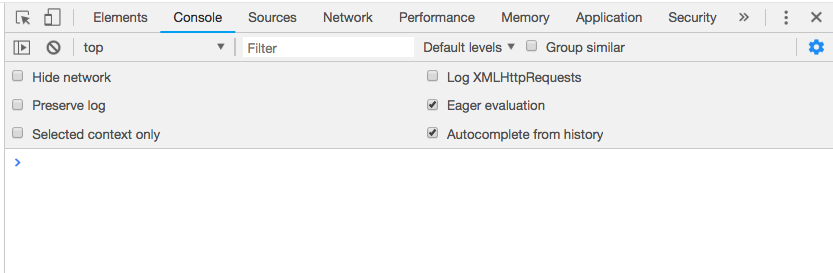 Elements Console Sources Network Performance Memory Application Security »
top Filter Default levels Group similar
Hide network Log XMLHttpRequests
Preserve log Eager evaluation
Selected context only Autocomplete from history